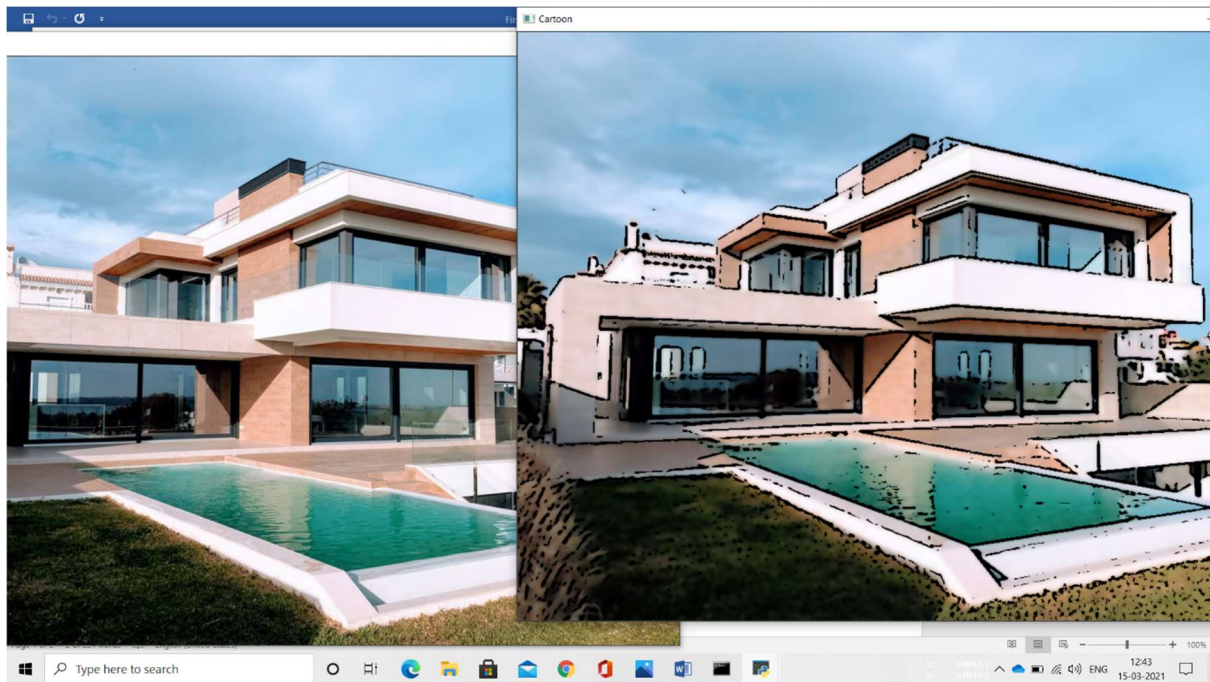 Cartoon
100%
Type here to search
ENG
12:43
15-03-2021